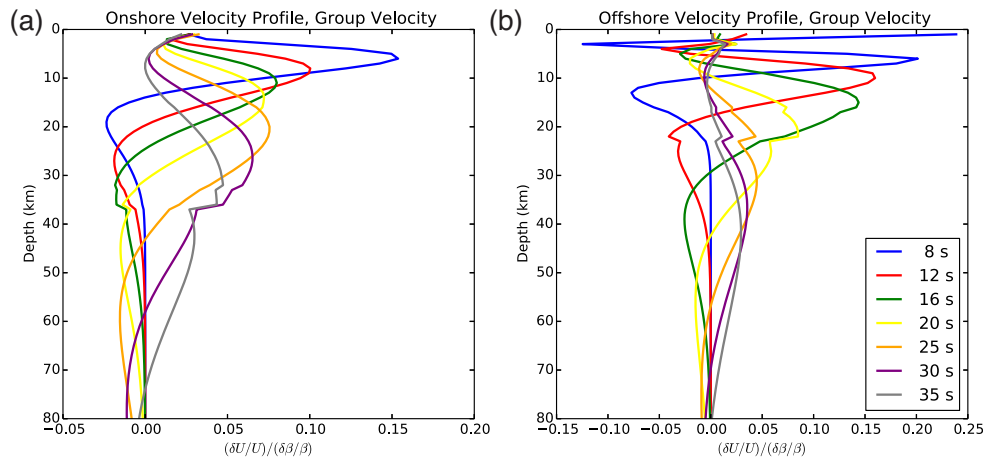 (a)
Onshore Velocity Profile, Group Velocity
0
10
20
30
40
50
60
70
80
Depth (km)
−0.05 0.00 0.05 0.10 0.15 0.20
(δU/U)/(δβ/β)
(b)
Offshore Velocity Profile, Group Velocity
0
10
20
30
40
50
60
70
80
Depth (km)
−0.15 −0.10 −0.05 0.00 0.05 0.10 0.15 0.20 0.25
(δU/U)/(δβ/β)
8 s
12 s
16 s
20 s
25 s
30 s
35 s